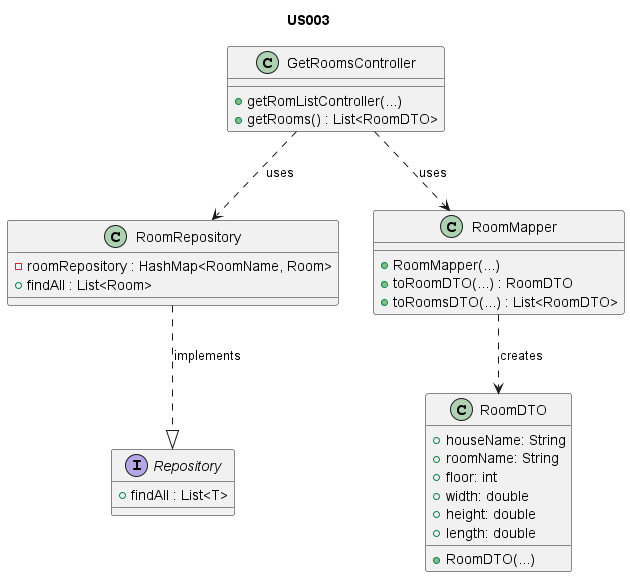 US003
C GetRoomsController
getRomListController(...)
getRooms() : List<RoomDTO>
uses
uses
C RoomRepository
roomRepository : HashMap<RoomName, Room>
findAll : List<Room>
C RoomMapper
RoomMapper(...)
toRoomDTO(...) : RoomDTO
toRoomsDTO(...) : List<RoomDTO>
implements
creates
I Repository
findAll : List<T>
C RoomDTO
houseName: String
roomName: String
floor: int
width: double
height: double
length: double
RoomDTO(...)